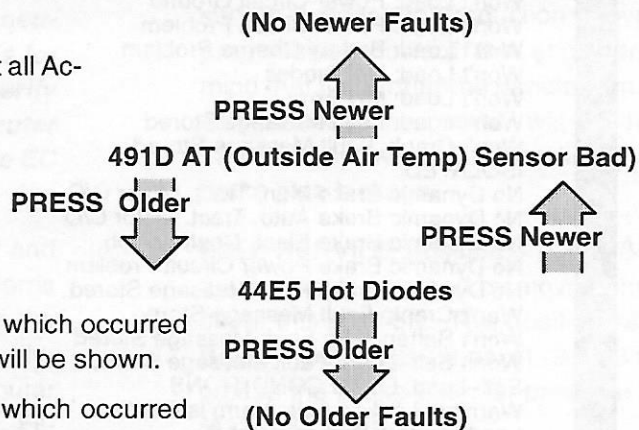 (No Newer Faults)
t all Ac-
PRESS Newer
491D AT (Outside Air Temp) Sensor Bad)
PRESS Older
PRESS Newer
44E5 Hot Diodes
which occurred
will be shown.
PRESS Older
which occurred
(No Older Faults)